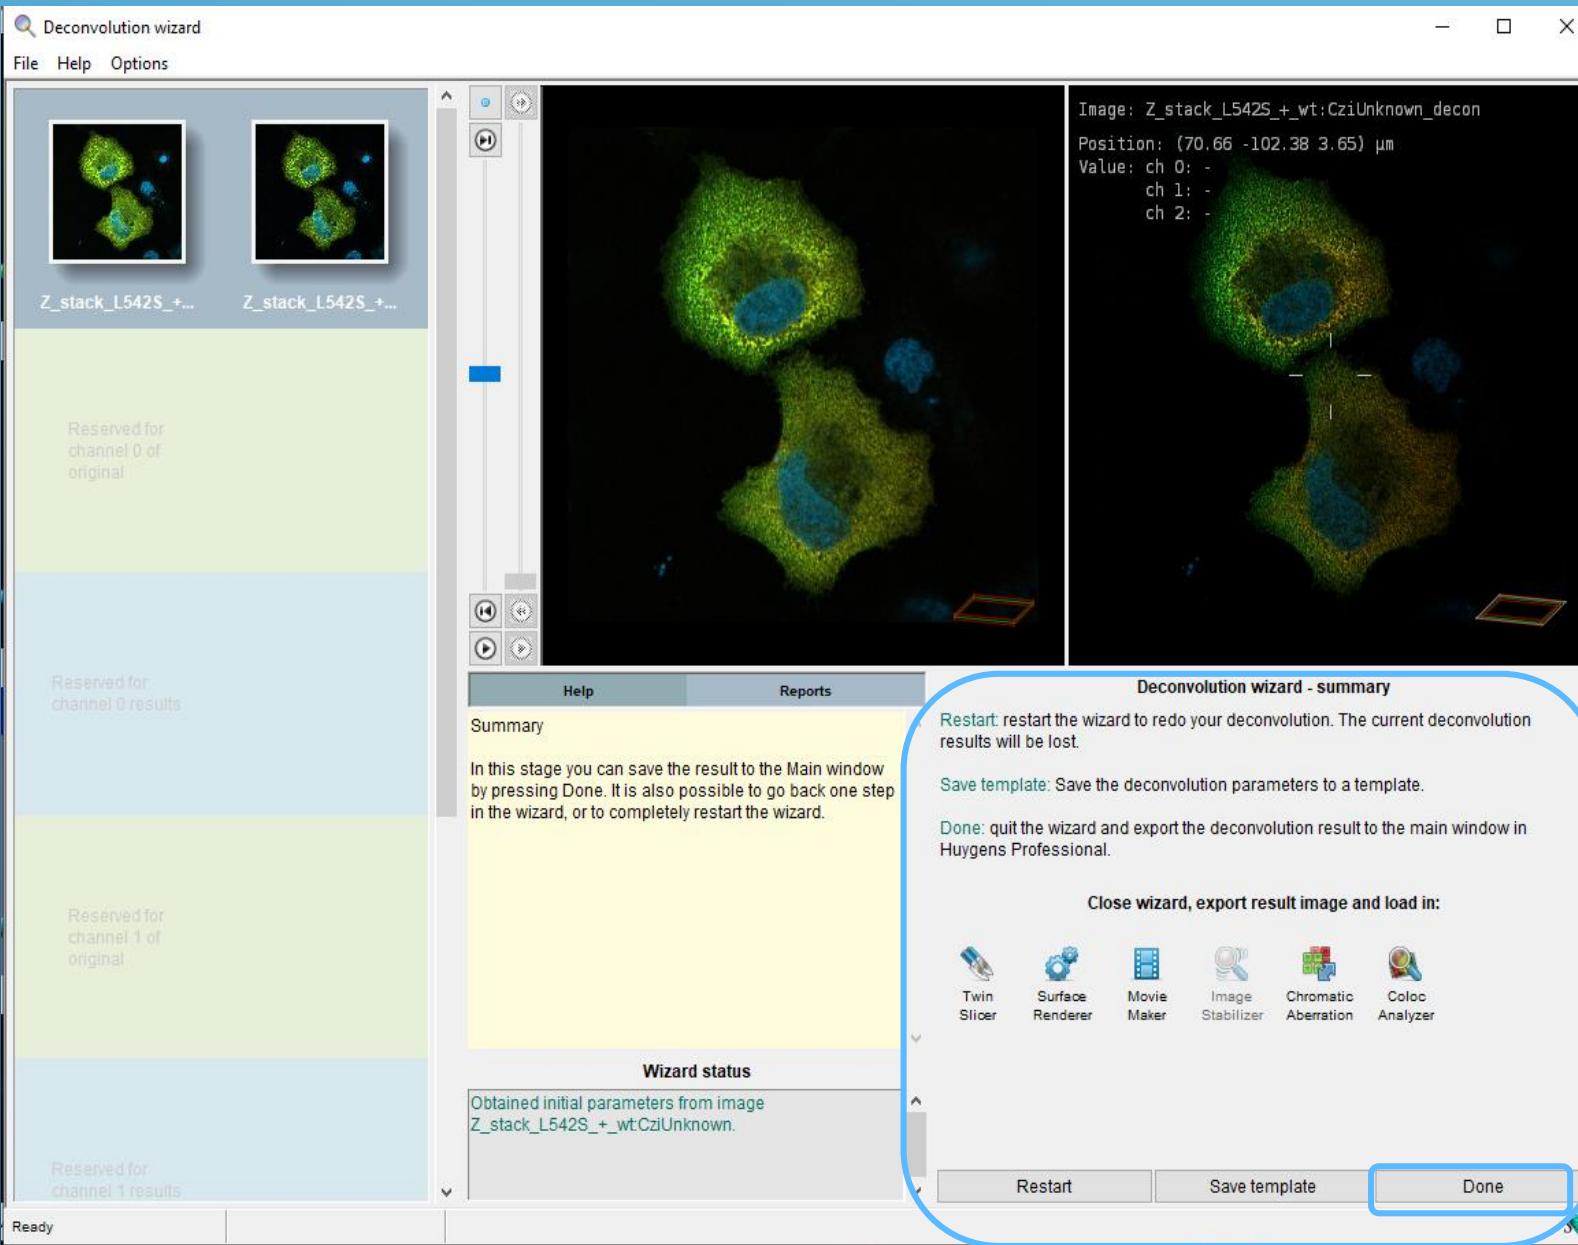 Deconvolution wizard
File Help Options
Z_stack_L542S_+... Z_stack_L542S_+...
Reserved for
channel 0 of
original
Reserved for
channel 0 results
Reserved for
channel 1 of
original
Reserved for
channel 1 results
Image: Z_stack_L542S_+_wt:CziUnknown_decon
Position: (70.66 -102.38 3.65) µm
Value: ch 0: -
ch 1: -
ch 2: -
Help Reports
Summary
In this stage you can save the result to the Main window
by pressing Done. It is also possible to go back one step
in the wizard, or to completely restart the wizard.
Wizard status
Obtained initial parameters from image
Z_stack_L542S_+_wt:CziUnknown.
Deconvolution wizard - summary
Restart: restart the wizard to redo your deconvolution. The current deconvolution
results will be lost.
Save template: Save the deconvolution parameters to a template.
Done: quit the wizard and export the deconvolution result to the main window in
Huygens Professional.
Close wizard, export result image and load in:
Twin
Slicer
Surface
Renderer
Movie
Maker
Image
Stabilizer
Chromatic
Aberration
Coloc
Analyzer
Restart Save template Done
Ready